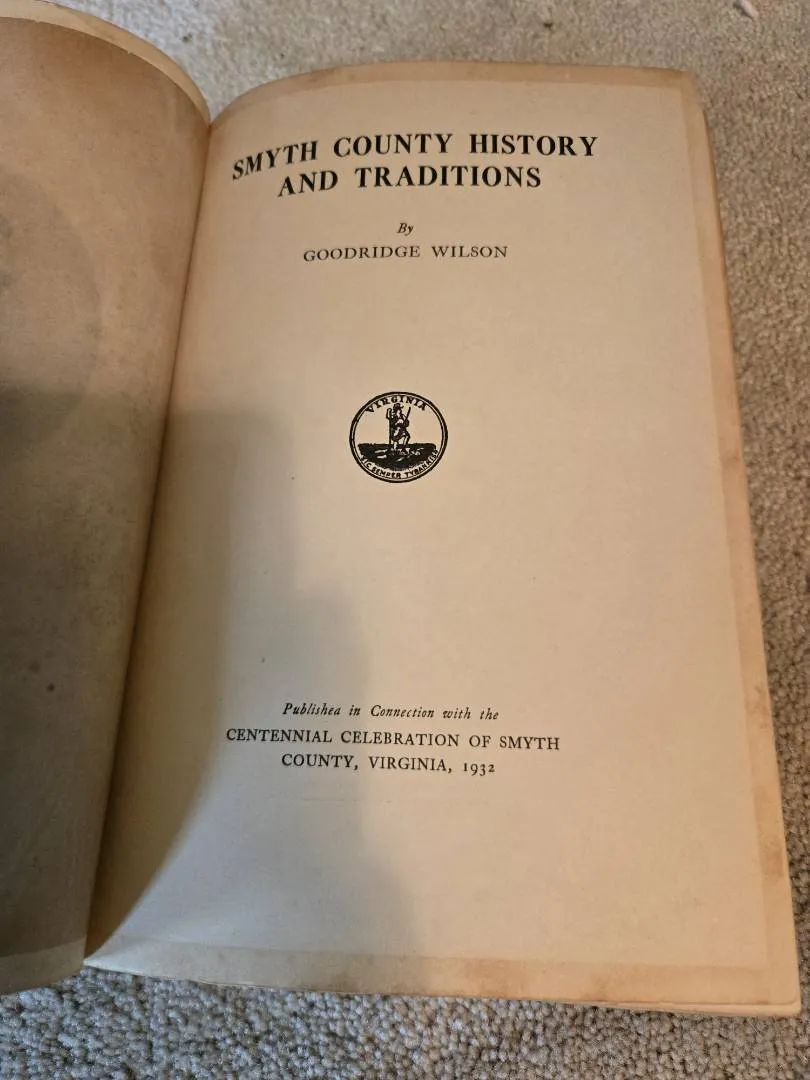 SMYTH COUNTY HISTORY
AND TRADITIONS
By
GOODRIDGE WILSON
VIRGINIA
SIC SEMPER TYRANNIS
Published in Connection with the
CENTENNIAL CELEBRATION OF SMYTH
COUNTY, VIRGINIA, 1932